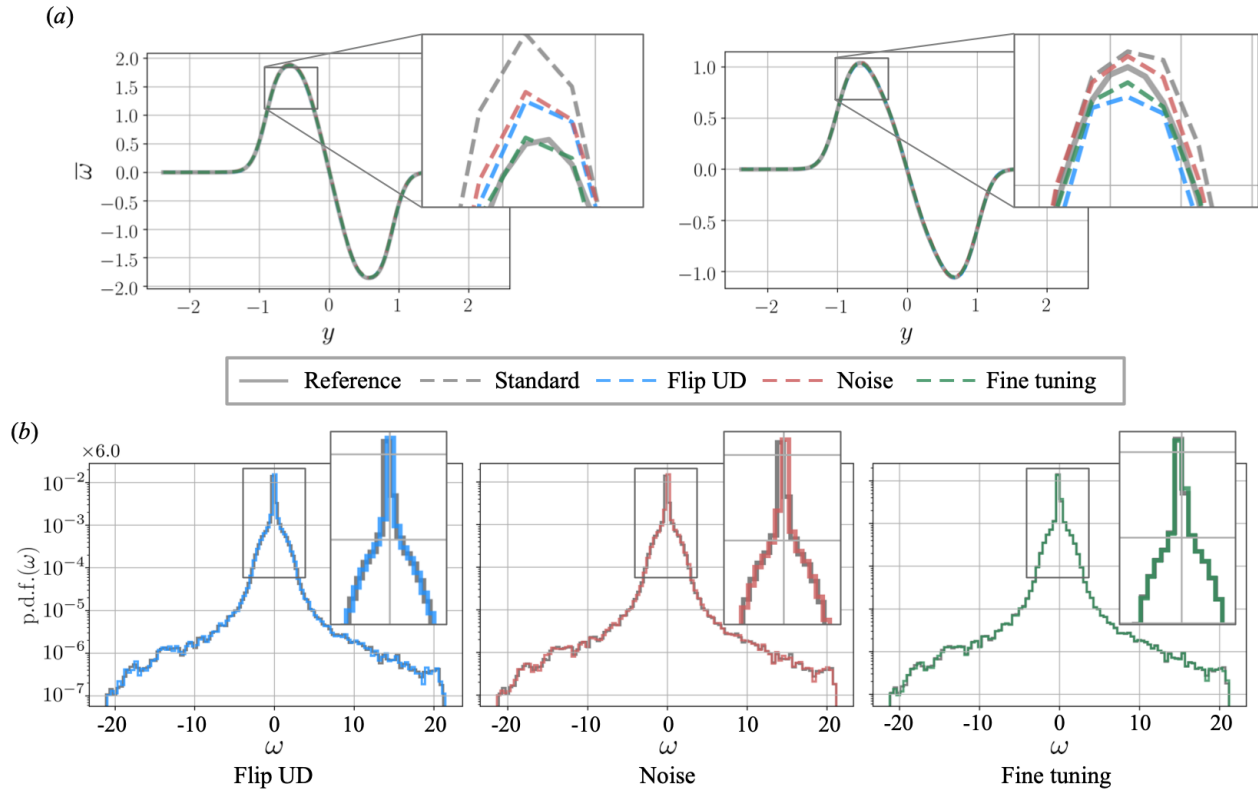 (a)
2.0
1.5
1.0
0.5
0.0
−0.5
−1.0
−1.5
−2.0
ω̅
−2 −1 0 1 2
y
1.0
0.5
0.0
−0.5
−1.0
−2 −1 0 1 2
y
Reference Standard Flip UD Noise Fine tuning
(b)
×6.0
10⁻²
10⁻³
10⁻⁴
10⁻⁵
10⁻⁶
10⁻⁷
p.d.f.(ω)
-20 -10 0 10 20
ω
Flip UD
-20 -10 0 10 20
ω
Noise
-20 -10 0 10 20
ω
Fine tuning